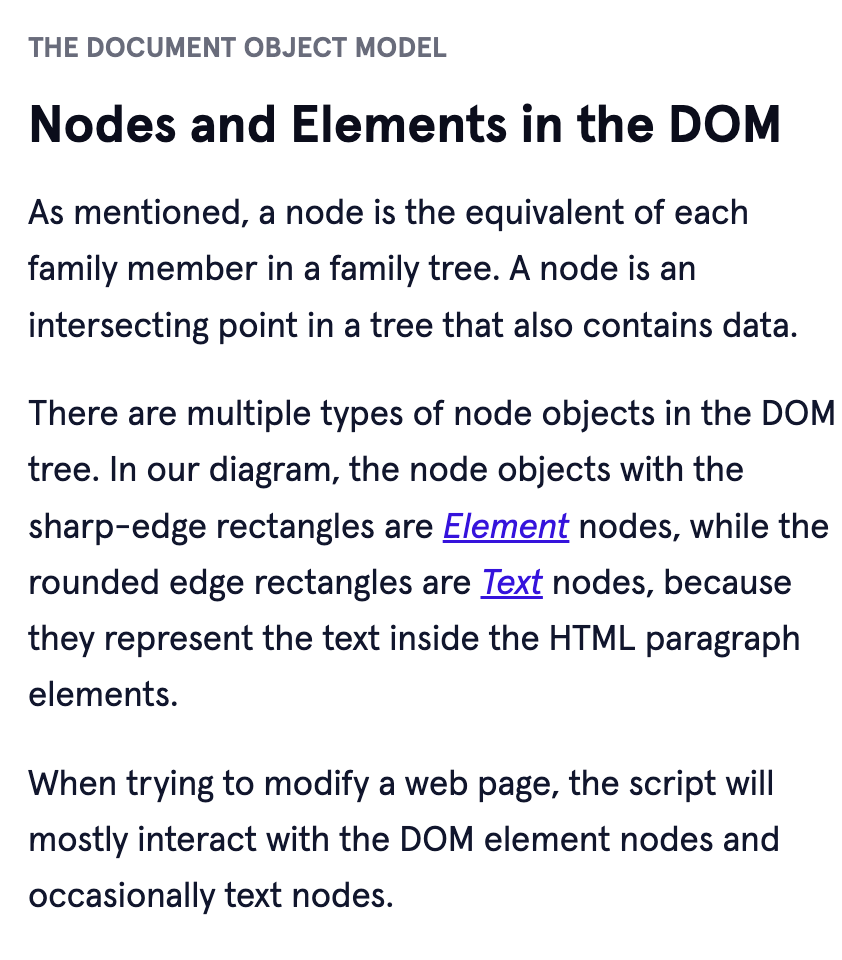 THE DOCUMENT OBJECT MODEL
Nodes and Elements in the DOM
As mentioned, a node is the equivalent of each
family member in a family tree. A node is an
intersecting point in a tree that also contains data.
There are multiple types of node objects in the DOM
tree. In our diagram, the node objects with the
sharp-edge rectangles are Element nodes, while the
rounded edge rectangles are Text nodes, because
they represent the text inside the HTML paragraph
elements.
When trying to modify a web page, the script will
mostly interact with the DOM element nodes and
occasionally text nodes.